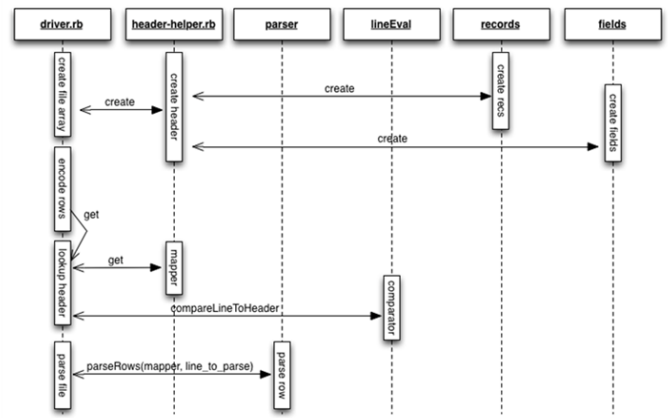 driver.rb
header-helper.rb
parser
lineEval
records
fields
create file array
create header
create recs
create fields
create
create
create
encode rows
get
lookup header
get
mapper
compareLineToHeader
comparator
parse file
parseRows(mapper, line_to_parse)
parse row